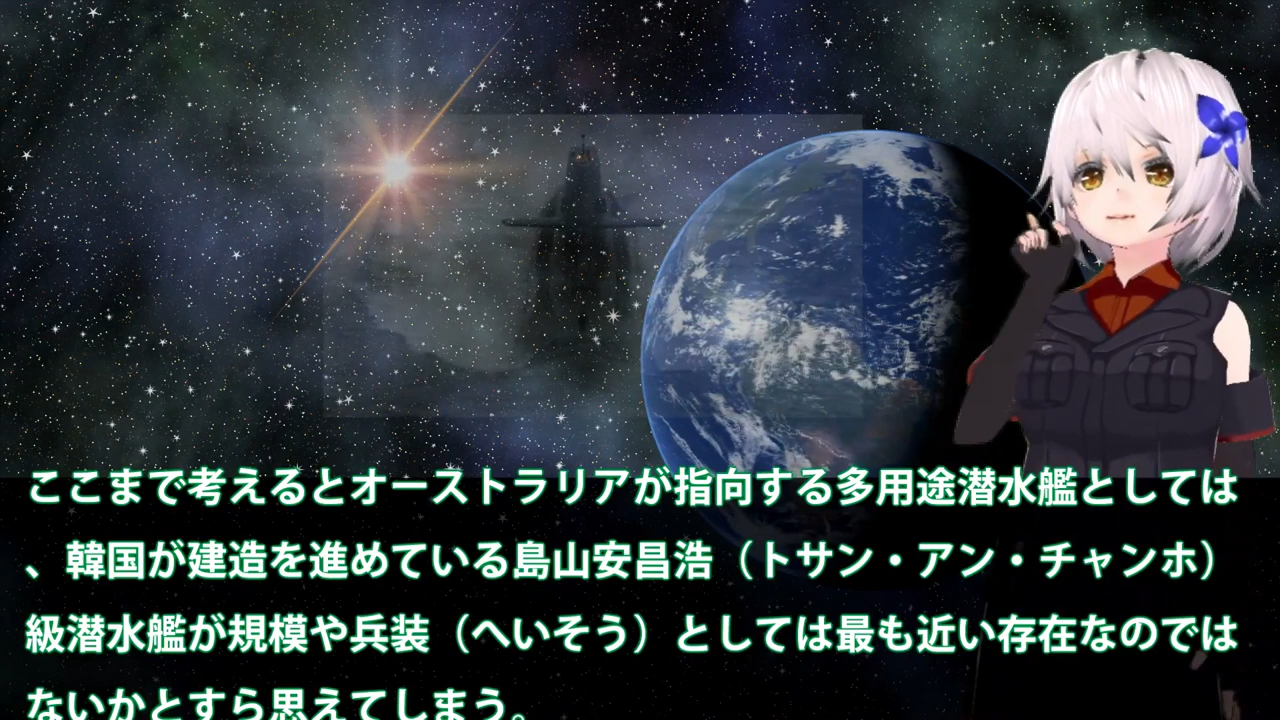 ここまで考えるとオーストラリアが指向する多用途潜水艦としては
、韓国が建造を進めている島山安昌浩（トサン・アン・チャンホ）
級潜水艦が規模や兵装（へいそう）としては最も近い存在なのでは
ないかとすら思えてしまう。